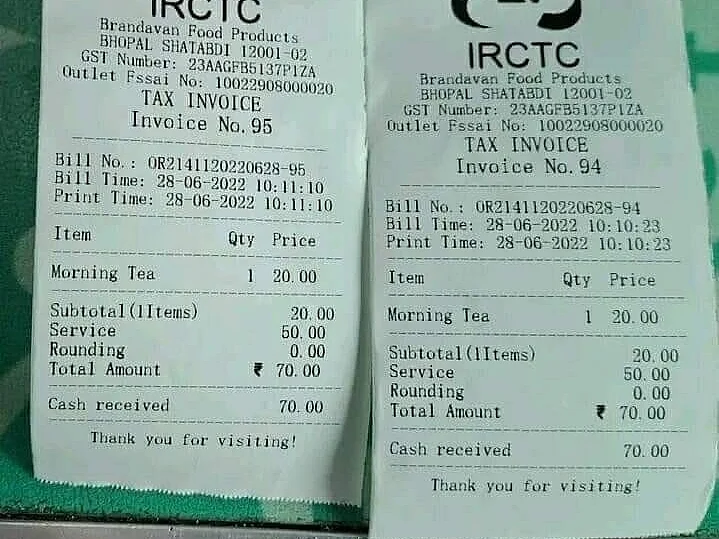 IRCTC
Brandavan Food Products
BHOPAL SHATABDI 12001-02
GST Number: 23AAGFB5137P1ZA
Outlet Fssai No: 10022908000020
TAX INVOICE
Invoice No. 95
Bill No.: OR2141120220628-95
Bill Time: 28-06-2022 10:11:10
Print Time: 28-06-2022 10:11:10
Item Qty Price
Morning Tea 1 20.00
Subtotal(1Items) 20.00
Service 50.00
Rounding 0.00
Total Amount ₹ 70.00
Cash received 70.00
Thank you for visiting!
IRCTC
Brandavan Food Products
BHOPAL SHATABDI 12001-02
GST Number: 23AAGFB5137P1ZA
Outlet Fssai No: 10022908000020
TAX INVOICE
Invoice No. 94
Bill No.: OR2141120220628-94
Bill Time: 28-06-2022 10:10:23
Print Time: 28-06-2022 10:10:23
Item Qty Price
Morning Tea 1 20.00
Subtotal(1Items) 20.00
Service 50.00
Rounding 0.00
Total Amount ₹ 70.00
Cash received 70.00
Thank you for visiting!